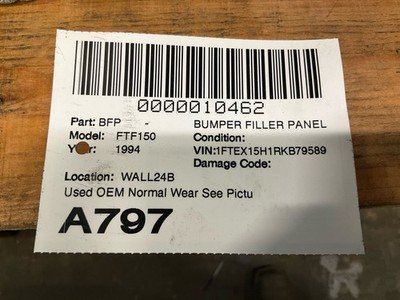 0000010462
Part: BFP - BUMPER FILLER PANEL
Model: FTF150 Condition:
Year: 1994 VIN:1FTEX15H1RKB79589
Damage Code:
Location: WALL24B
Used OEM Normal Wear See Pictu
A797